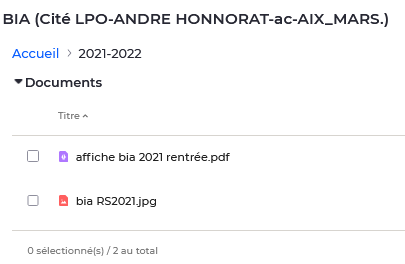 BIA (Cité LPO-ANDRE HONNORAT-ac-AIX_MARS.)
Accueil > 2021-2022
Documents
Titre
affiche bia 2021 rentrée.pdf
bia RS2021.jpg
0 sélectionné(s) / 2 au total